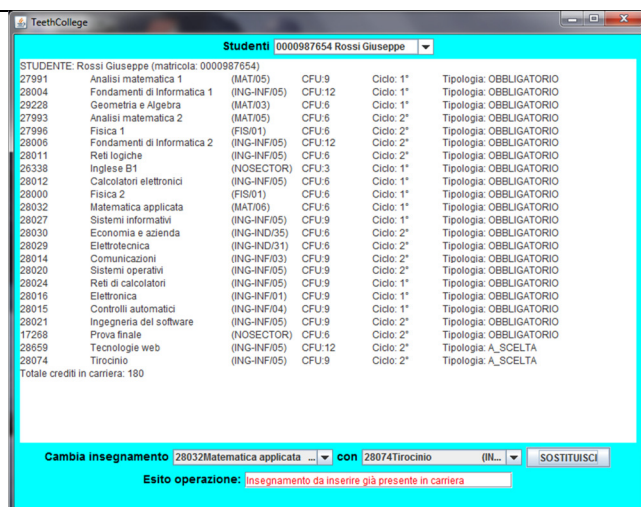 TeethCollege
Studenti 0000987654 Rossi Giuseppe
STUDENTE: Rossi Giuseppe (matricola: 0000987654)
27991 Analisi matematica 1 (MAT/05) CFU:9 Ciclo: 1° Tipologia: OBBLIGATORIO
28004 Fondamenti di Informatica 1 (ING-INF/05) CFU:12 Ciclo: 1° Tipologia: OBBLIGATORIO
29228 Geometria e Algebra (MAT/03) CFU:6 Ciclo: 1° Tipologia: OBBLIGATORIO
27993 Analisi matematica 2 (MAT/05) CFU:6 Ciclo: 2° Tipologia: OBBLIGATORIO
27996 Fisica 1 (FIS/01) CFU:6 Ciclo: 2° Tipologia: OBBLIGATORIO
28006 Fondamenti di Informatica 2 (ING-INF/05) CFU:12 Ciclo: 2° Tipologia: OBBLIGATORIO
28011 Reti logiche (ING-INF/05) CFU:6 Ciclo: 2° Tipologia: OBBLIGATORIO
26338 Inglese B1 (NOSECTOR) CFU:3 Ciclo: 1° Tipologia: OBBLIGATORIO
28012 Calcolatori elettronici (ING-INF/05) CFU:6 Ciclo: 1° Tipologia: OBBLIGATORIO
28000 Fisica 2 (FIS/01) CFU:6 Ciclo: 1° Tipologia: OBBLIGATORIO
28032 Matematica applicata (MAT/06) CFU:6 Ciclo: 1° Tipologia: OBBLIGATORIO
28027 Sistemi informativi (ING-INF/05) CFU:9 Ciclo: 1° Tipologia: OBBLIGATORIO
28030 Economia e azienda (ING-IND/35) CFU:6 Ciclo: 2° Tipologia: OBBLIGATORIO
28029 Elettrotecnica (ING-IND/31) CFU:6 Ciclo: 2° Tipologia: OBBLIGATORIO
28014 Comunicazioni (ING-INF/03) CFU:9 Ciclo: 2° Tipologia: OBBLIGATORIO
28020 Sistemi operativi (ING-INF/05) CFU:9 Ciclo: 2° Tipologia: OBBLIGATORIO
28024 Reti di calcolatori (ING-INF/05) CFU:9 Ciclo: 1° Tipologia: OBBLIGATORIO
28016 Elettronica (ING-INF/01) CFU:9 Ciclo: 1° Tipologia: OBBLIGATORIO
28015 Controlli automatici (ING-INF/04) CFU:9 Ciclo: 1° Tipologia: OBBLIGATORIO
28021 Ingegneria del software (ING-INF/05) CFU:9 Ciclo: 2° Tipologia: OBBLIGATORIO
17268 Prova finale (NOSECTOR) CFU:6 Ciclo: 2° Tipologia: OBBLIGATORIO
28659 Tecnologie web (ING-INF/05) CFU:12 Ciclo: 2° Tipologia: A_SCELTA
28074 Tirocinio (ING-INF/05) CFU:9 Ciclo: 2° Tipologia: A_SCELTA
Totale crediti in carriera: 180
Cambia insegnamento 28032Matematica applicata ... con 28074Tirocinio (IN... SOSTITUISCI
Esito operazione: Insegnamento da inserire già presente in carriera